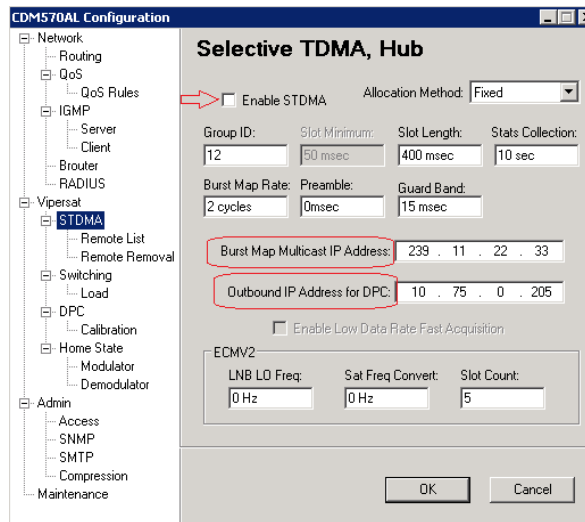 CDM570AL Configuration
Network
Routing
QoS
QoS Rules
IGMP
Server
Client
Brouter
RADIUS
Vipersat
STDMA
Remote List
Remote Removal
Switching
Load
DPC
Calibration
Home State
Modulator
Demodulator
Admin
Access
SNMP
SMTP
Compression
Maintenance
Selective TDMA, Hub
Enable STDMA Allocation Method: Fixed
Group ID: Slot Minimum: Slot Length: Stats Collection:
12 50 msec 400 msec 10 sec
Burst Map Rate: Preamble: Guard Band:
2 cycles 0msec 15 msec
Burst Map Multicast IP Address: 239 . 11 . 22 . 33
Outbound IP Address for DPC: 10 . 75 . 0 . 205
Enable Low Data Rate Fast Acquisition
ECMV2
LNB LO Freq: Sat Freq Convert: Slot Count:
0 Hz 0 Hz 5
OK Cancel